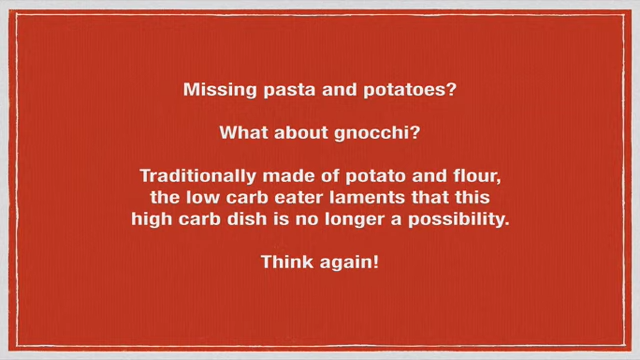 Missing pasta and potatoes?
What about gnocchi?
Traditionally made of potato and flour,
the low carb eater laments that this
high carb dish is no longer a possibility.
Think again!